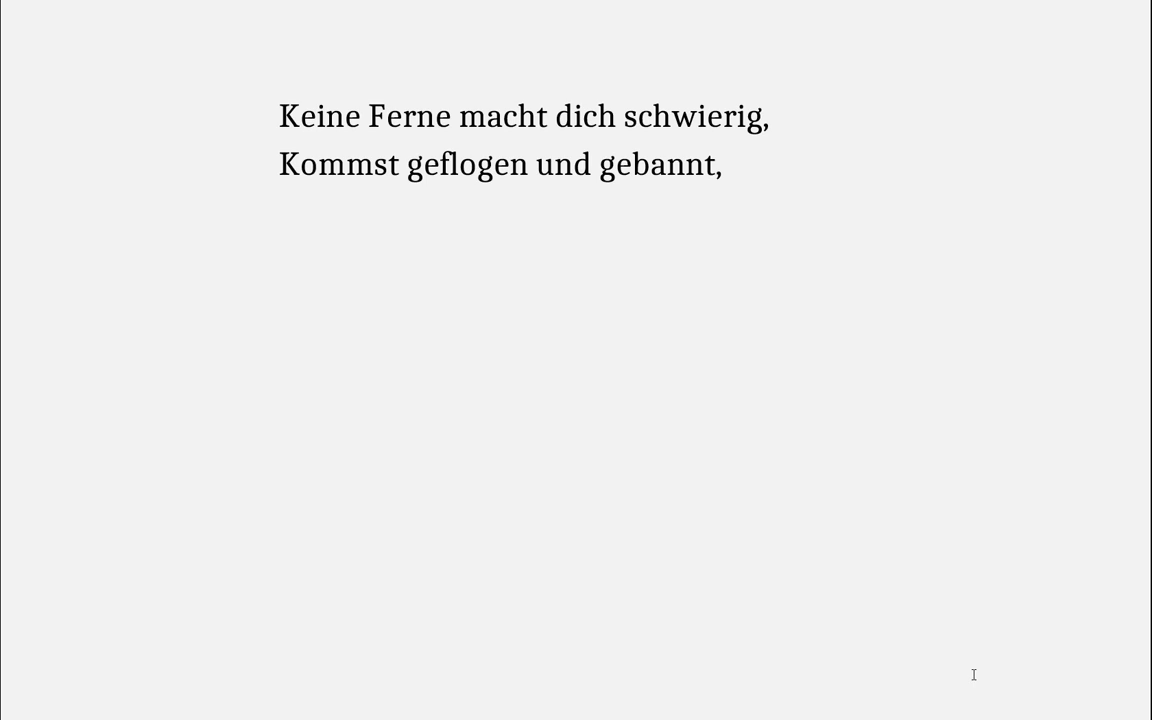 Keine Ferne macht dich schwierig,
Kommst geflogen und gebannt,